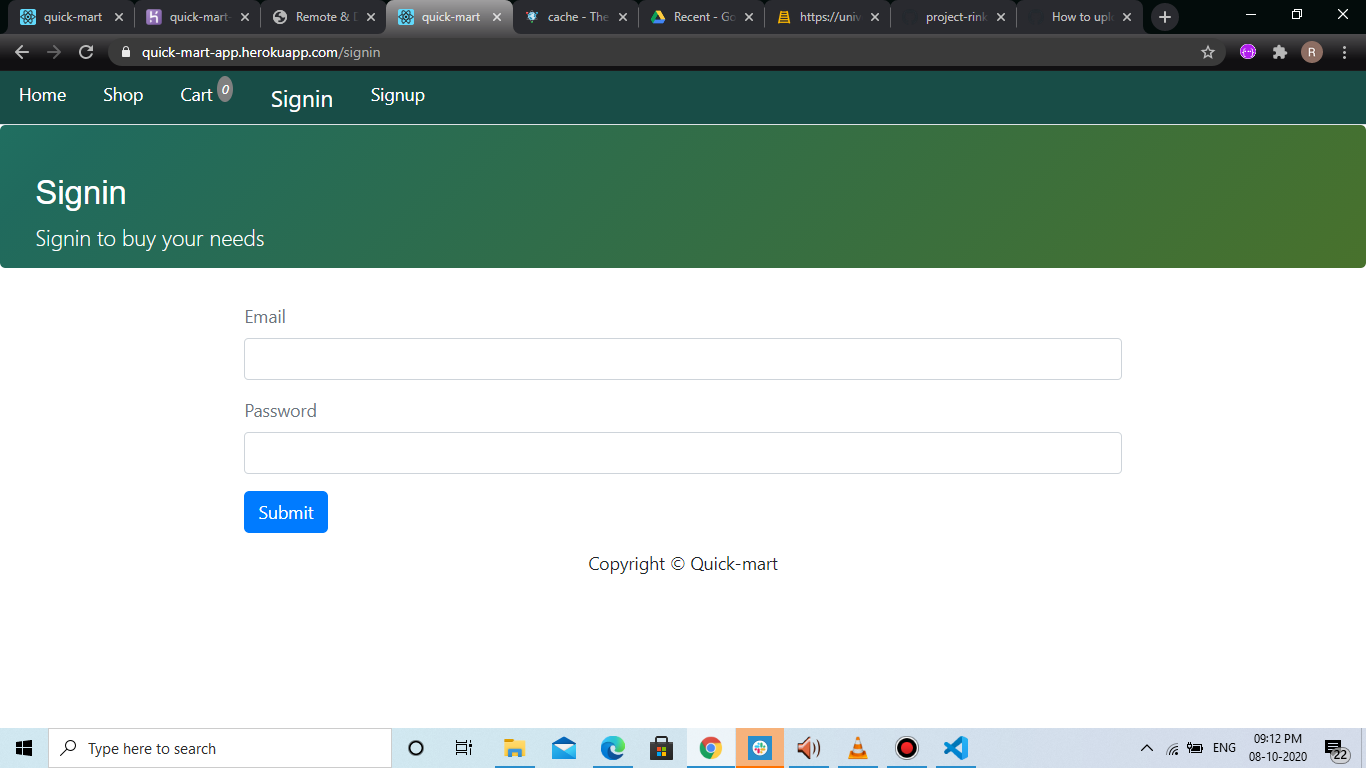 quick-mart quick-mart- Remote & D quick-mart cache - The Recent - Go https://univ project-rink How to uplo
quick-mart-app.herokuapp.com/signin R
Home Shop Cart 0 Signin Signup
Signin
Signin to buy your needs
Email
Password
Submit
Copyright © Quick-mart
Type here to search
ENG
09:12 PM
08-10-2020
22